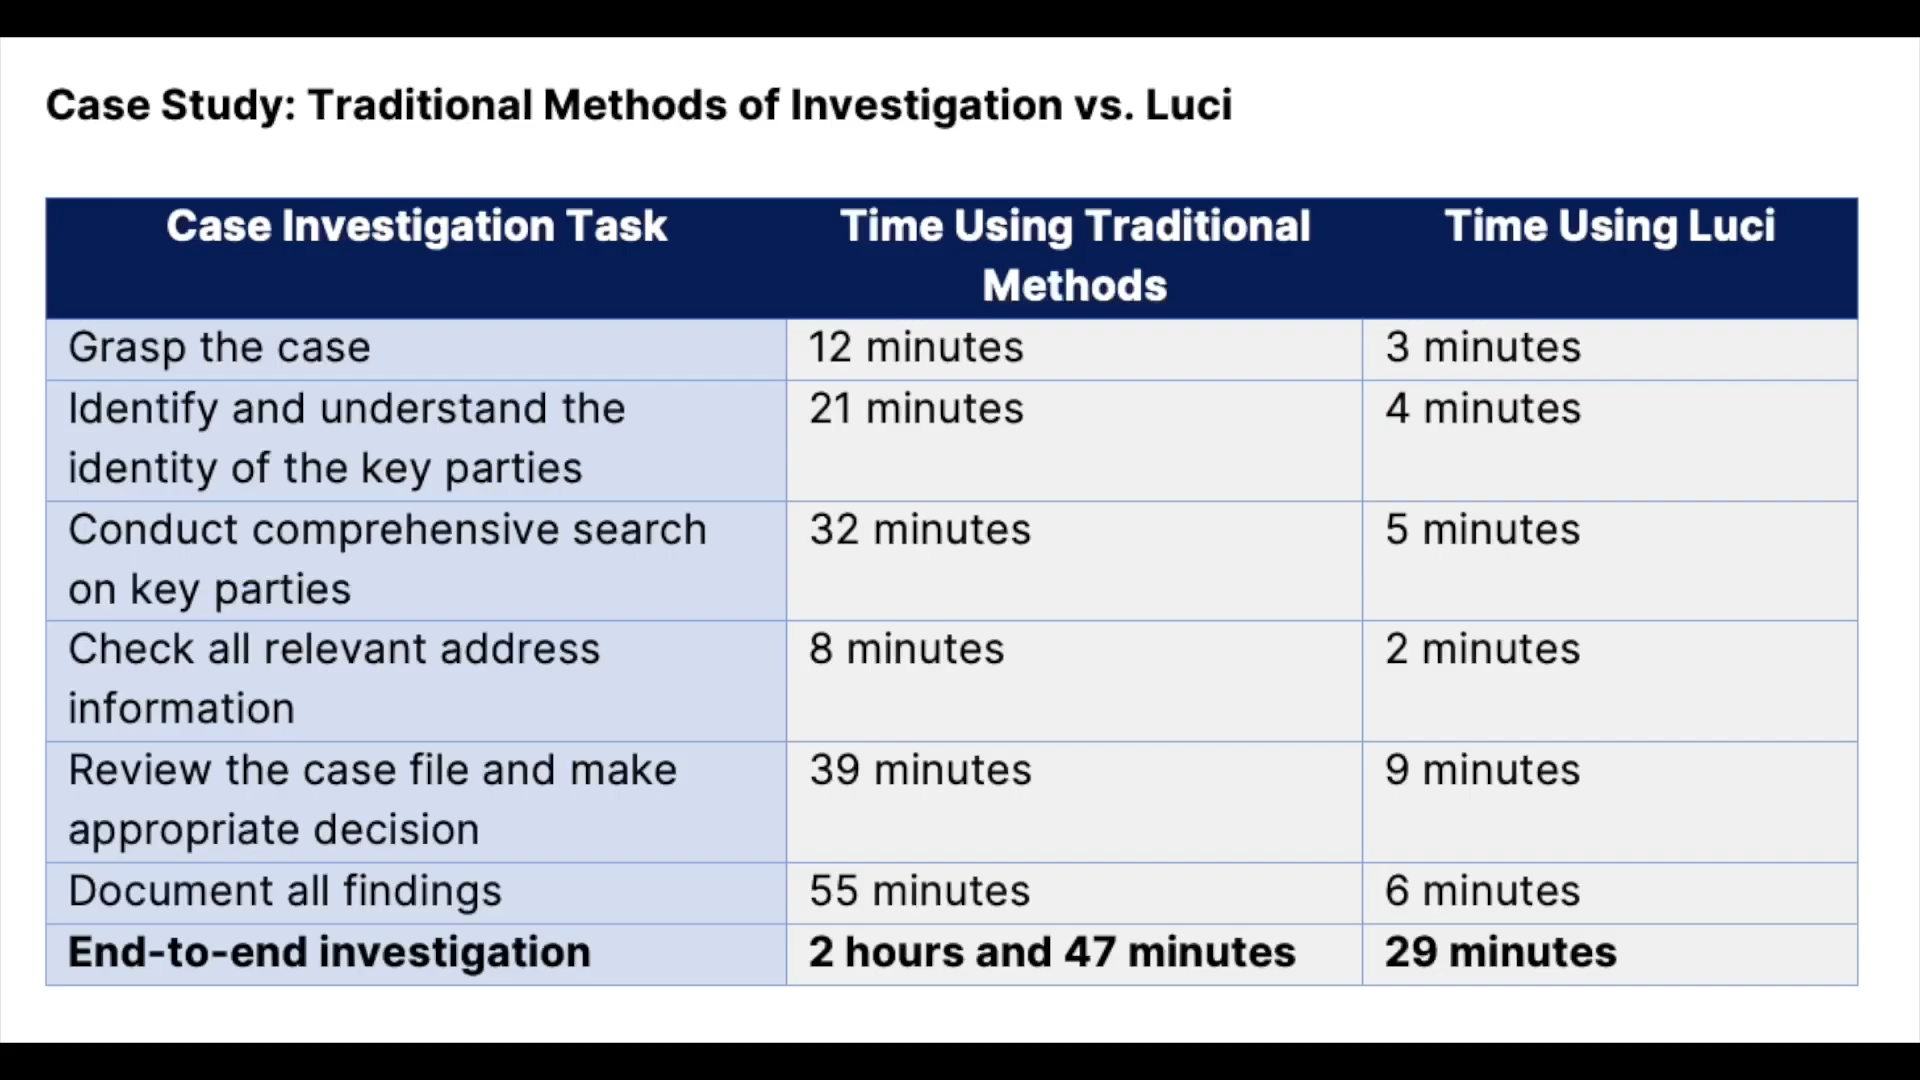 Case Study: Traditional Methods of Investigation vs. Luci
Case Investigation Task
Time Using Traditional
Methods
Time Using Luci
Grasp the case
12 minutes
3 minutes
Identify and understand the
identity of the key parties
21 minutes
4 minutes
Conduct comprehensive search
on key parties
32 minutes
5 minutes
Check all relevant address
information
8 minutes
2 minutes
Review the case file and make
appropriate decision
39 minutes
9 minutes
Document all findings
55 minutes
6 minutes
End-to-end investigation
2 hours and 47 minutes
29 minutes